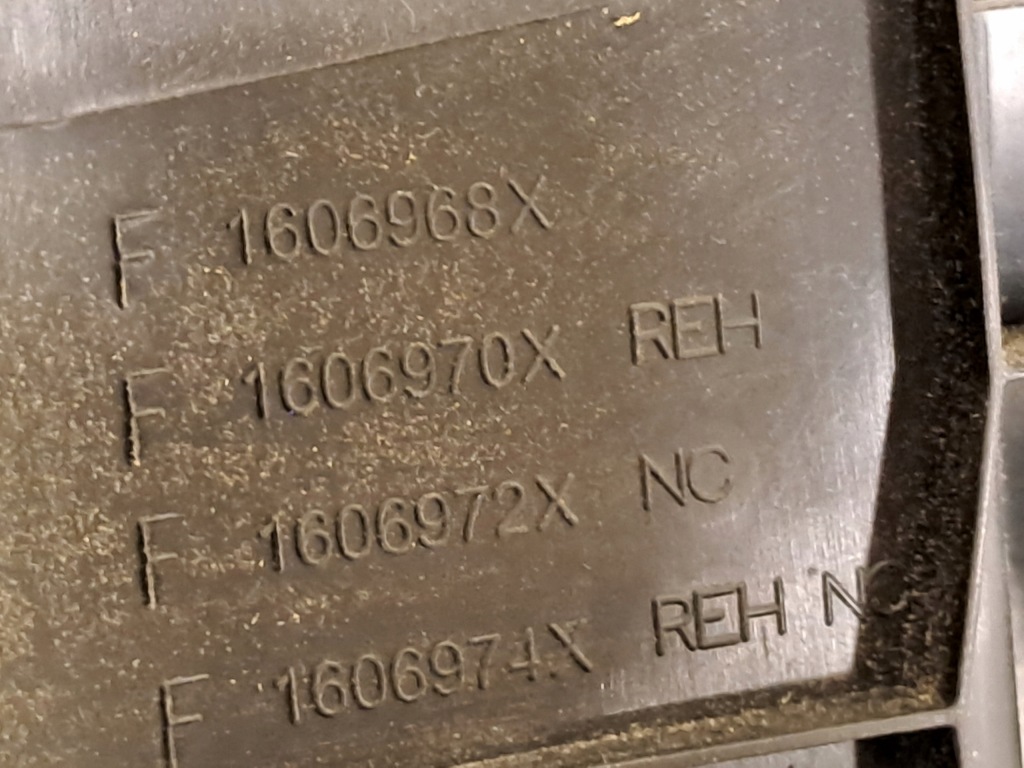 F 1606968X
F 1606970X REH
F 1606972X NC
F 1606974X REH NC